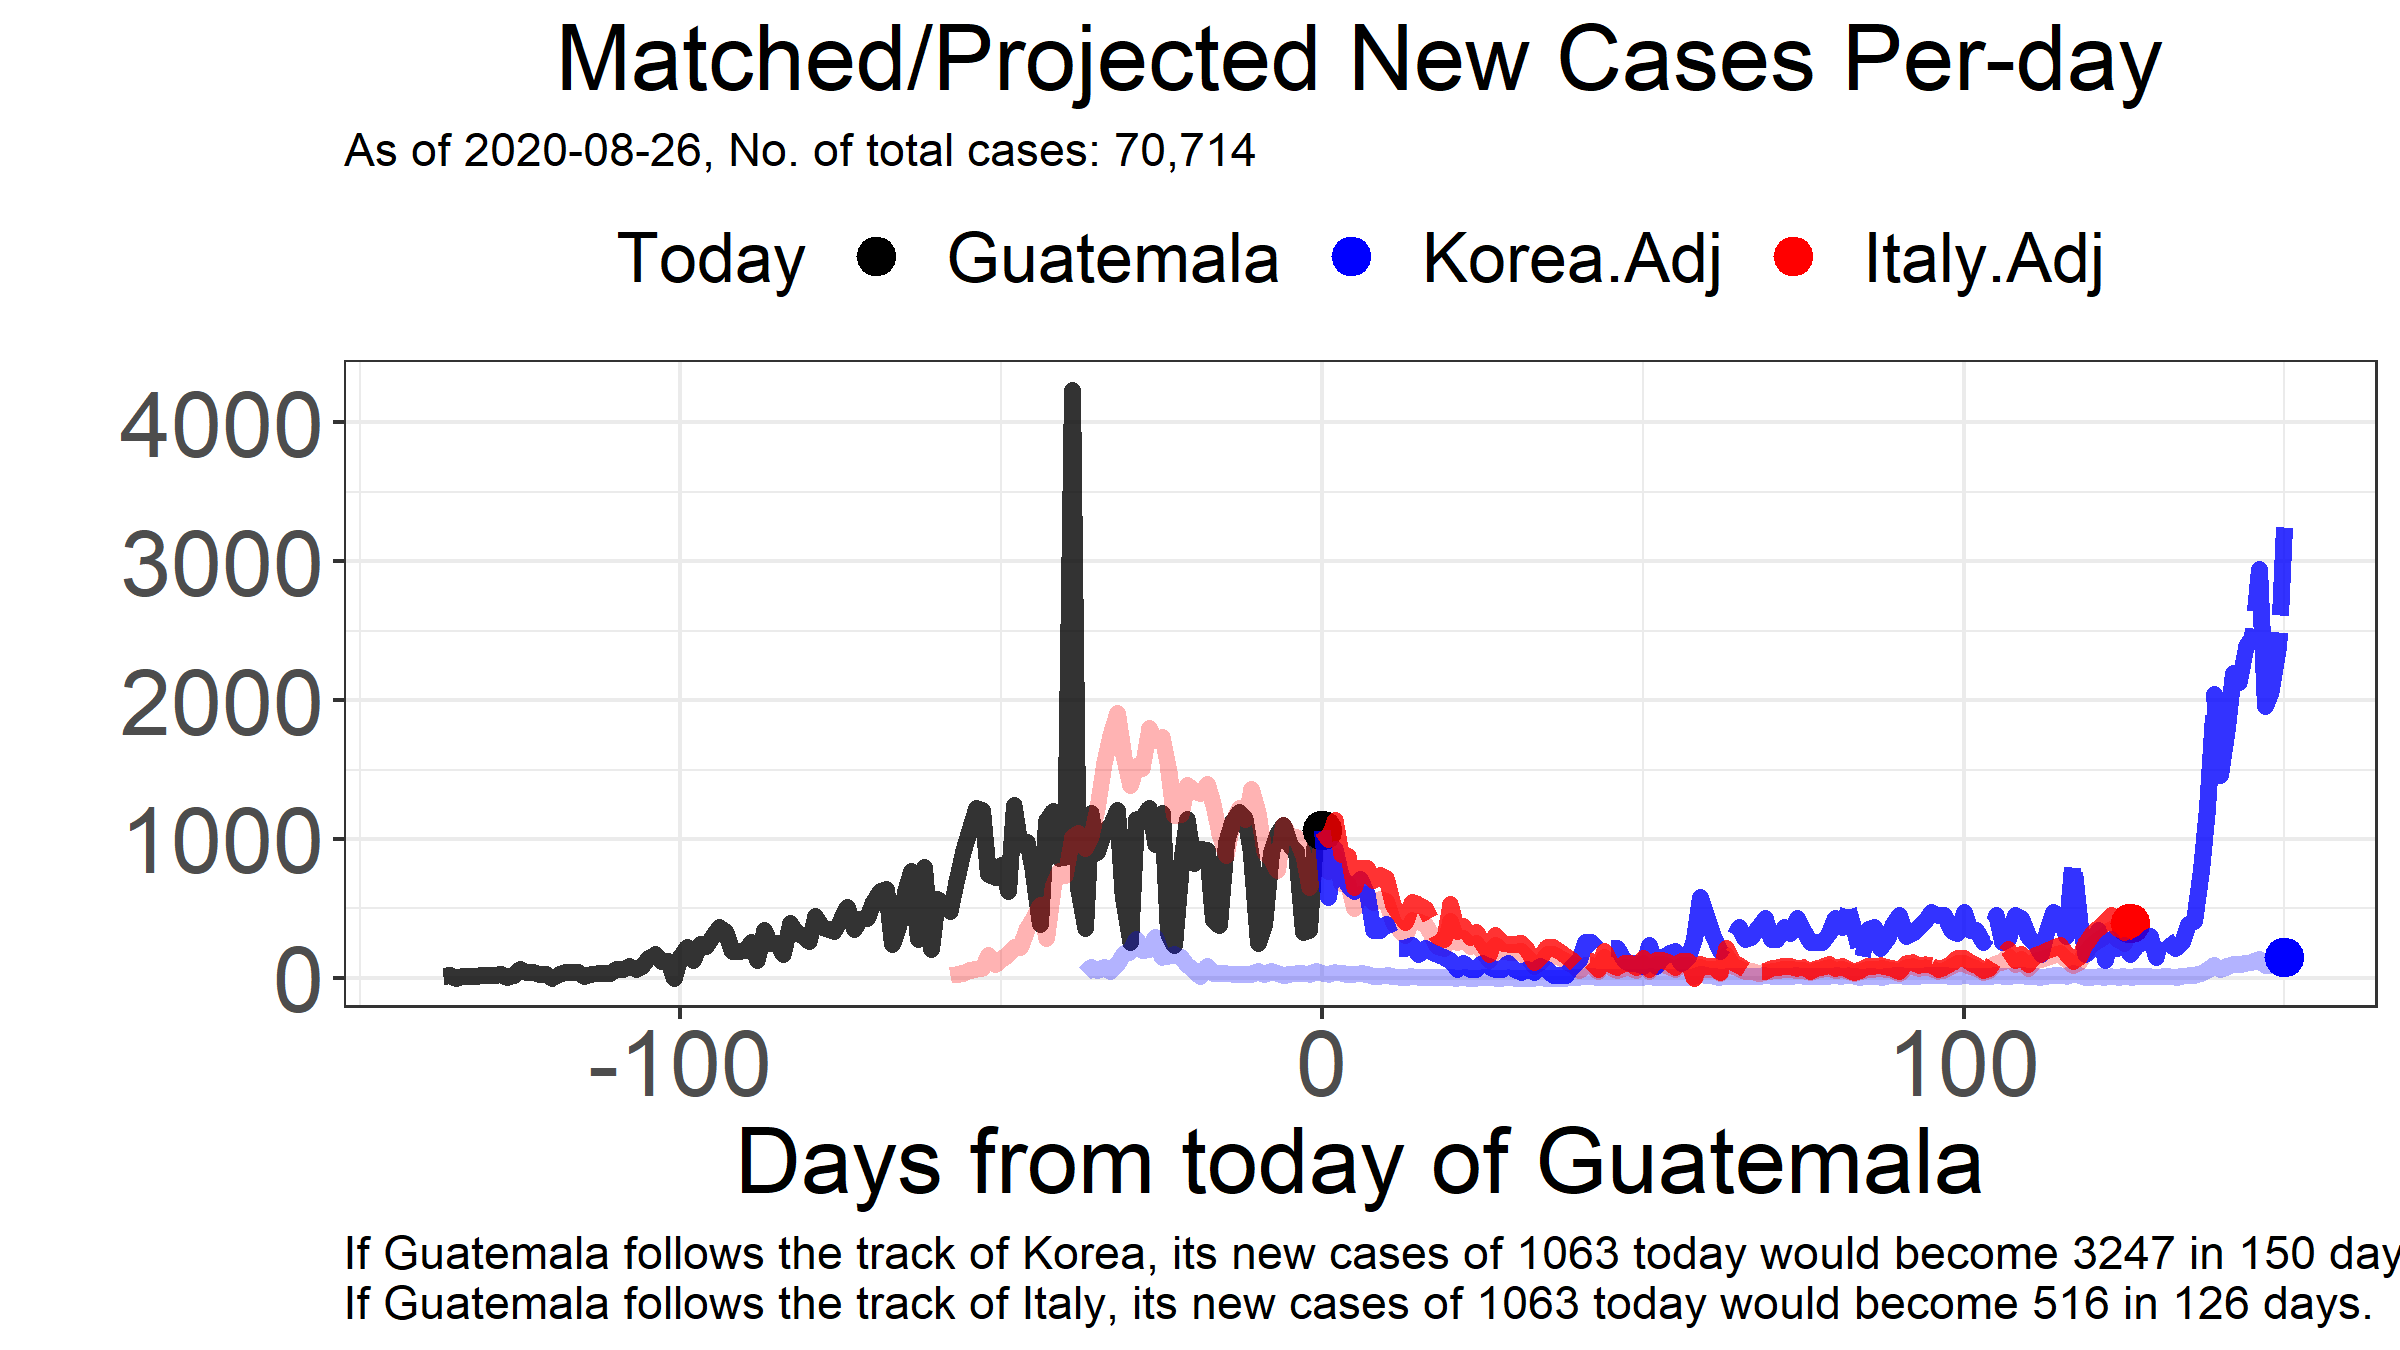 Matched/Projected New Cases Per-day
As of 2020-08-26, No. of total cases: 70,714
Today Guatemala Korea.Adj Italy.Adj
4000
3000
2000
1000
0
-100 0 100
Days from today of Guatemala
If Guatemala follows the track of Korea, its new cases of 1063 today would become 3247 in 150 day
If Guatemala follows the track of Italy, its new cases of 1063 today would become 516 in 126 days.